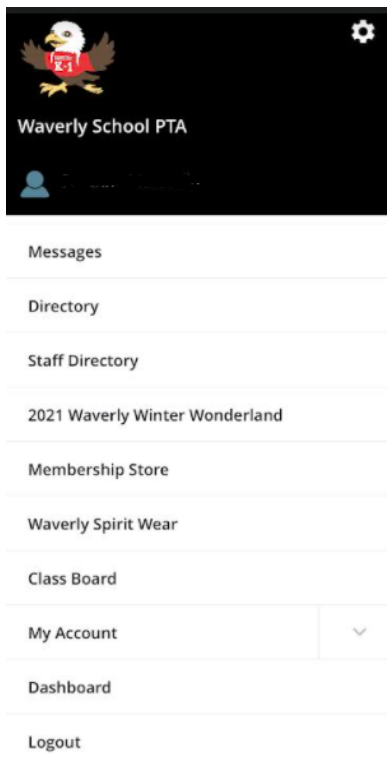 K-1
Waverly School PTA
Messages
Directory
Staff Directory
2021 Waverly Winter Wonderland
Membership Store
Waverly Spirit Wear
Class Board
My Account
Dashboard
Logout